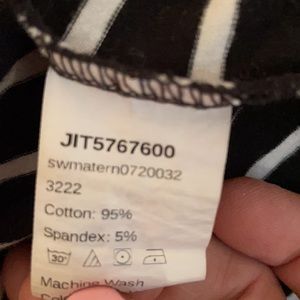 JIT5767600
swmatern0720032
3222
Cotton: 95%
Spandex: 5%
30°
Machine Wash